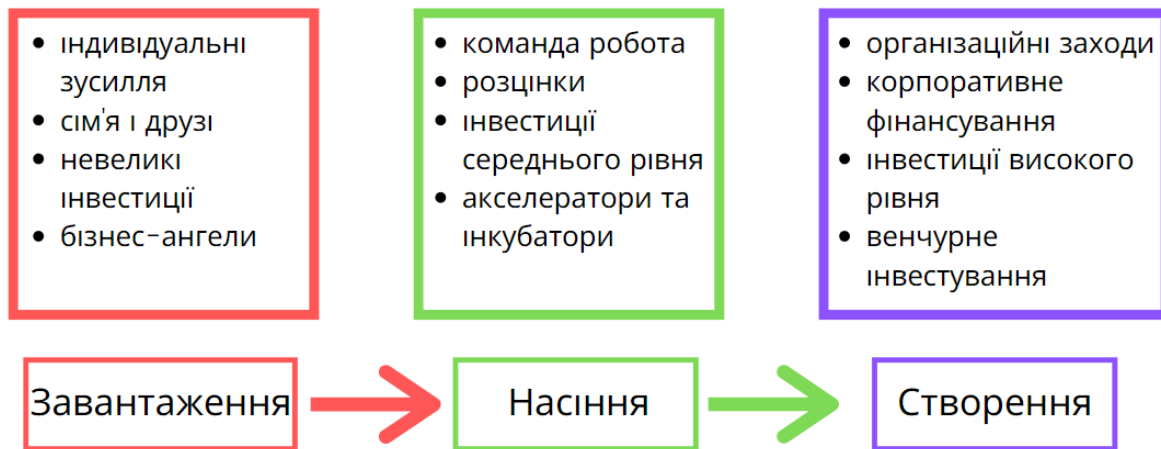 • індивідуальні
зусилля
• сім'я і друзі
• невеликі
інвестиції
• бізнес-ангели
• команда робота
• розцінки
• інвестиції
середнього рівня
• акселератори та
інкубатори
• організаційні заходи
• корпоративне
фінансування
• інвестиції високого
рівня
• венчурне
інвестування
Завантаження
Насіння
Створення